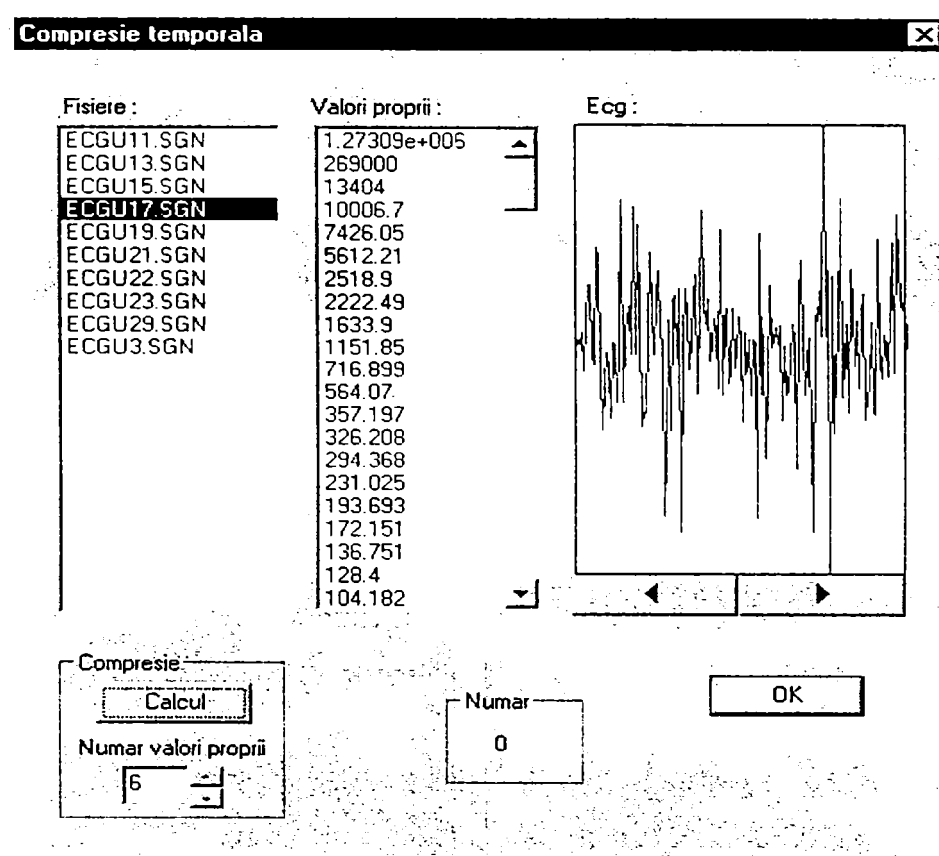 Compresie temporala
Fisiere :
ECGU11.SGN
ECGU13.SGN
ECGU15.SGN
ECGU17.SGN
ECGU19.SGN
ECGU21.SGN
ECGU22.SGN
ECGU23.SGN
ECGU29.SGN
ECGU3.SGN
Valori proprii :
1.27309e+006
269000
13404
10006.7
7426.05
5612.21
2518.9
2222.49
1633.9
1151.85
716.899
564.07
357.197
326.208
294.368
231.025
193.693
172.151
136.751
128.4
104.182
Ecg :
Compresie
Calcul
Numar valori proprii
6
Numar
0
OK